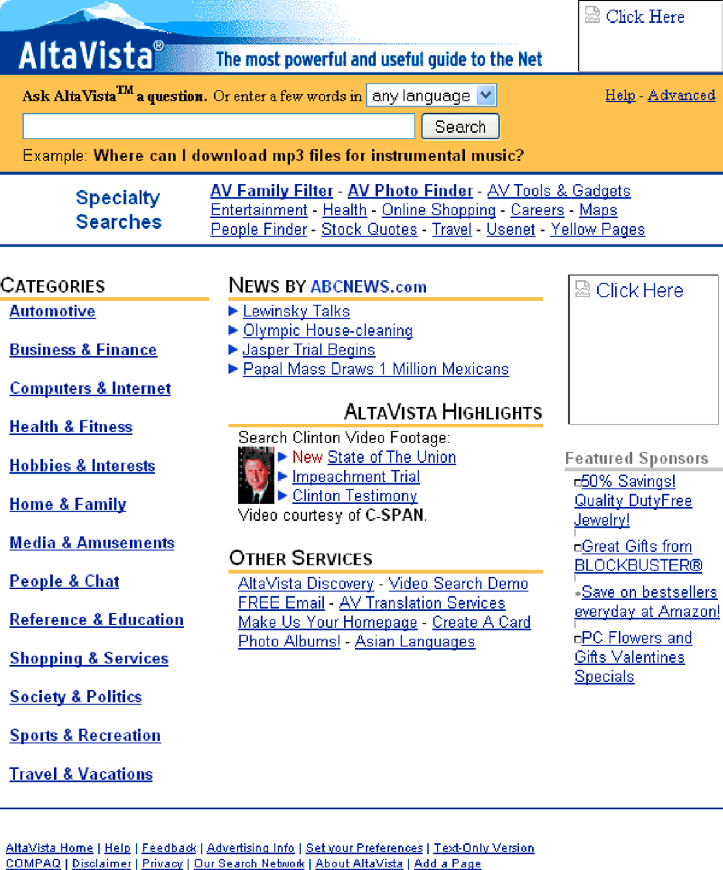 Click Here
AltaVista®
The most powerful and useful guide to the Net
Ask AltaVista™ a question. Or enter a few words in any language
Help - Advanced
Search
Example: Where can I download mp3 files for instrumental music?
Specialty
Searches
AV Family Filter - AV Photo Finder - AV Tools & Gadgets
Entertainment - Health - Online Shopping - Careers - Maps
People Finder - Stock Quotes - Travel - Usenet - Yellow Pages
CATEGORIES
Automotive
Business & Finance
Computers & Internet
Health & Fitness
Hobbies & Interests
Home & Family
Media & Amusements
People & Chat
Reference & Education
Shopping & Services
Society & Politics
Sports & Recreation
Travel & Vacations
NEWS BY ABCNEWS.com
Lewinsky Talks
Olympic House-cleaning
Jasper Trial Begins
Papal Mass Draws 1 Million Mexicans
ALTAVISTA HIGHLIGHTS
Search Clinton Video Footage:
New State of The Union
Impeachment Trial
Clinton Testimony
Video courtesy of C-SPAN.
OTHER SERVICES
AltaVista Discovery - Video Search Demo
FREE Email - AV Translation Services
Make Us Your Homepage - Create A Card
Photo Albums! - Asian Languages
Click Here
Featured Sponsors
50% Savings!
Quality DutyFree
Jewelry!
Great Gifts from
BLOCKBUSTER®
Save on bestsellers
everyday at Amazon!
PC Flowers and
Gifts Valentines
Specials
AltaVista Home | Help | Feedback | Advertising Info | Set your Preferences | Text-Only Version
COMPAQ | Disclaimer | Privacy | Our Search Network | About AltaVista | Add a Page